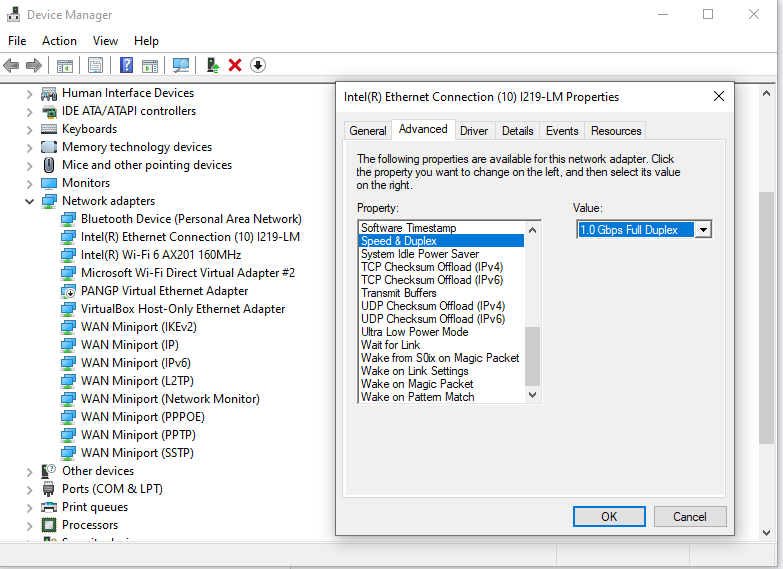 Device Manager
File Action View Help
Human Interface Devices
IDE ATA/ATAPI controllers
Keyboards
Memory technology devices
Mice and other pointing devices
Monitors
Network adapters
Bluetooth Device (Personal Area Network)
Intel(R) Ethernet Connection (10) I219-LM
Intel(R) Wi-Fi 6 AX201 160MHz
Microsoft Wi-Fi Direct Virtual Adapter #2
PANGP Virtual Ethernet Adapter
VirtualBox Host-Only Ethernet Adapter
WAN Miniport (IKEv2)
WAN Miniport (IP)
WAN Miniport (IPv6)
WAN Miniport (L2TP)
WAN Miniport (Network Monitor)
WAN Miniport (PPPOE)
WAN Miniport (PPTP)
WAN Miniport (SSTP)
Other devices
Ports (COM & LPT)
Print queues
Processors
Intel(R) Ethernet Connection (10) I219-LM Properties
General Advanced Driver Details Events Resources
The following properties are available for this network adapter. Click
the property you want to change on the left, and then select its value
on the right.
Property:
Software Timestamp
Speed & Duplex
System Idle Power Saver
TCP Checksum Offload (IPv4)
TCP Checksum Offload (IPv6)
Transmit Buffers
UDP Checksum Offload (IPv4)
UDP Checksum Offload (IPv6)
Ultra Low Power Mode
Wait for Link
Wake from S0ix on Magic Packet
Wake on Link Settings
Wake on Magic Packet
Wake on Pattern Match
Value:
1.0 Gbps Full Duplex
OK Cancel